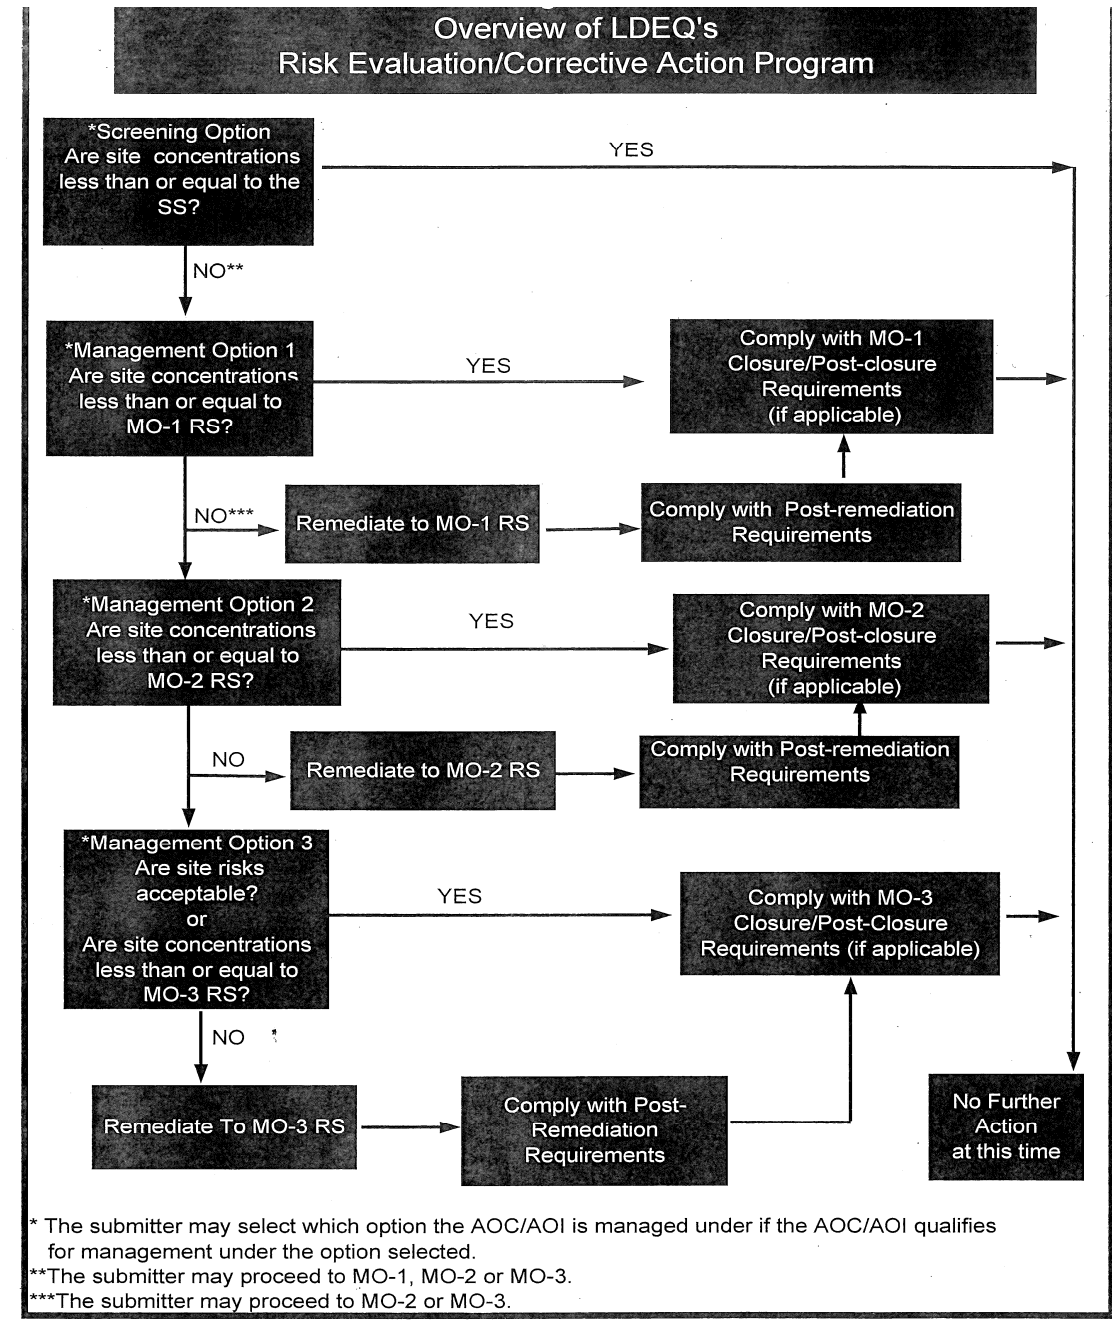 Overview of LDEQ's
Risk Evaluation/Corrective Action Program
*Screening Option
Are site concentrations
less than or equal to the
SS?
YES
NO**
*Management Option 1
Are site concentrations
less than or equal to
MO-1 RS?
YES
Comply with MO-1
Closure/Post-closure
Requirements
(if applicable)
NO***
Remediate to MO-1 RS
Comply with Post-remediation
Requirements
*Management Option 2
Are site concentrations
less than or equal to
MO-2 RS?
YES
Comply with MO-2
Closure/Post-closure
Requirements
(if applicable)
NO
Remediate to MO-2 RS
Comply with Post-remediation
Requirements
*Management Option 3
Are site risks
acceptable?
or
Are site concentrations
less than or equal to
MO-3 RS?
YES
Comply with MO-3
Closure/Post-Closure
Requirements (if applicable)
NO
Remediate To MO-3 RS
Comply with Post-
Remediation
Requirements
No Further
Action
at this time
* The submitter may select which option the AOC/AOI is managed under if the AOC/AOI qualifies
for management under the option selected.
**The submitter may proceed to MO-1, MO-2 or MO-3.
***The submitter may proceed to MO-2 or MO-3.